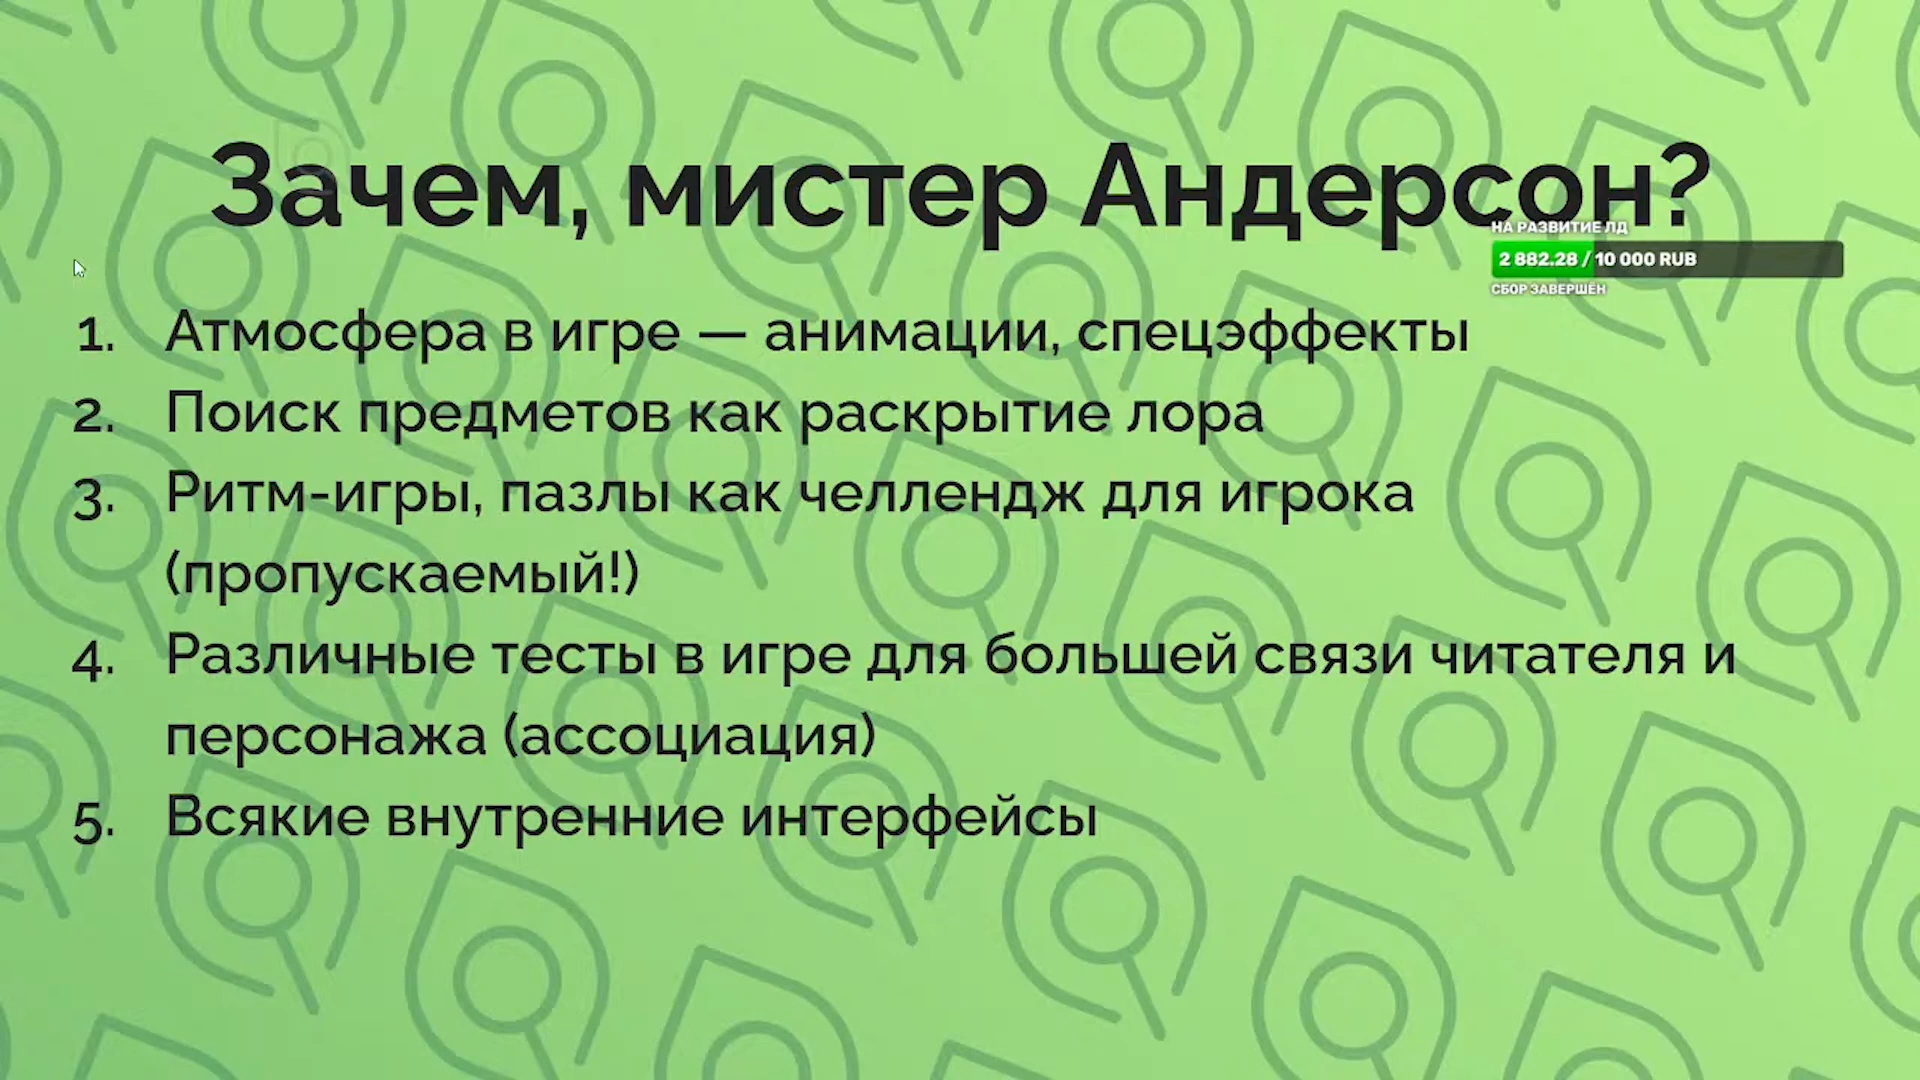 Зачем, мистер Андерсон?
НА РАЗВИТИЕ ЛД
2 882.28 / 10 000 RUB
СБОР ЗАВЕРШЁН
1. Атмосфера в игре — анимации, спецэффекты
2. Поиск предметов как раскрытие лора
3. Ритм-игры, пазлы как челлендж для игрока
(пропускаемый!)
4. Различные тесты в игре для большей связи читателя и
персонажа (ассоциация)
5. Всякие внутренние интерфейсы